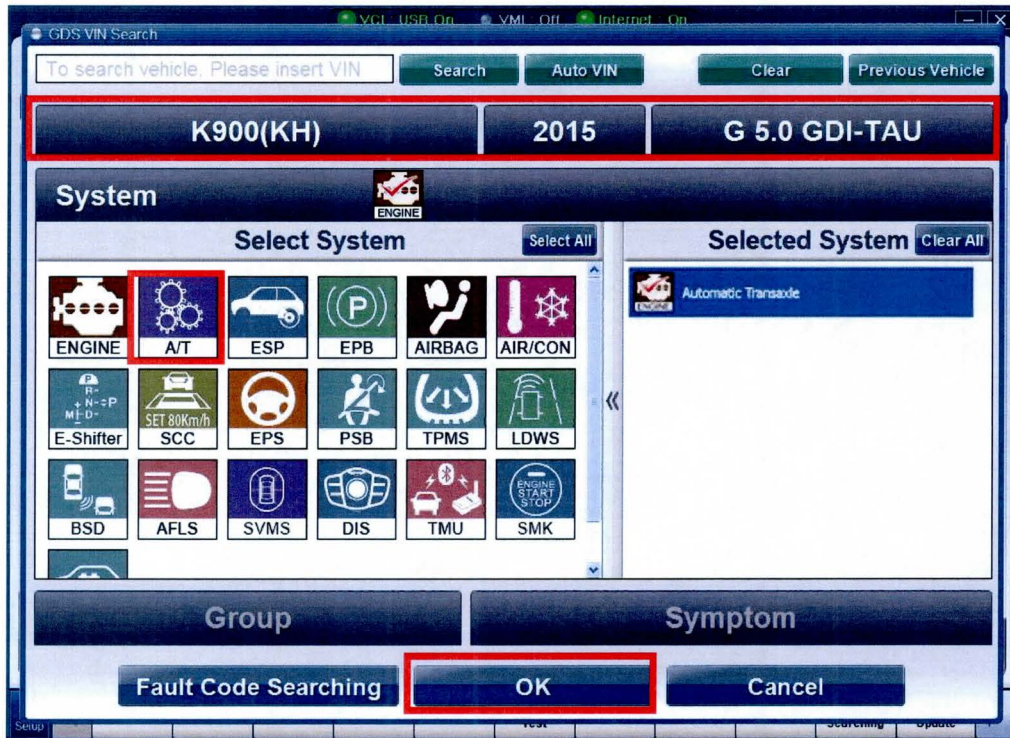 VCI : USB On VMI : Off Internet : On
GDS VIN Search
To search vehicle, Please insert VIN Search Auto VIN Clear Previous Vehicle
K900(KH) 2015 G 5.0 GDI-TAU
System ENGINE
Select System Select All Selected System Clear All
ENGINE Automatic Transaxle
ENGINE A/T ESP EPB AIRBAG AIR/CON
P
R-
+ N-
M D-
SET 80Km/h
E-Shifter SCC EPS PSB TPMS LDWS
ENGINE START STOP
BSD AFLS SVMS DIS TMU SMK
Group Symptom
Fault Code Searching OK Cancel
Setup Test Searching Update